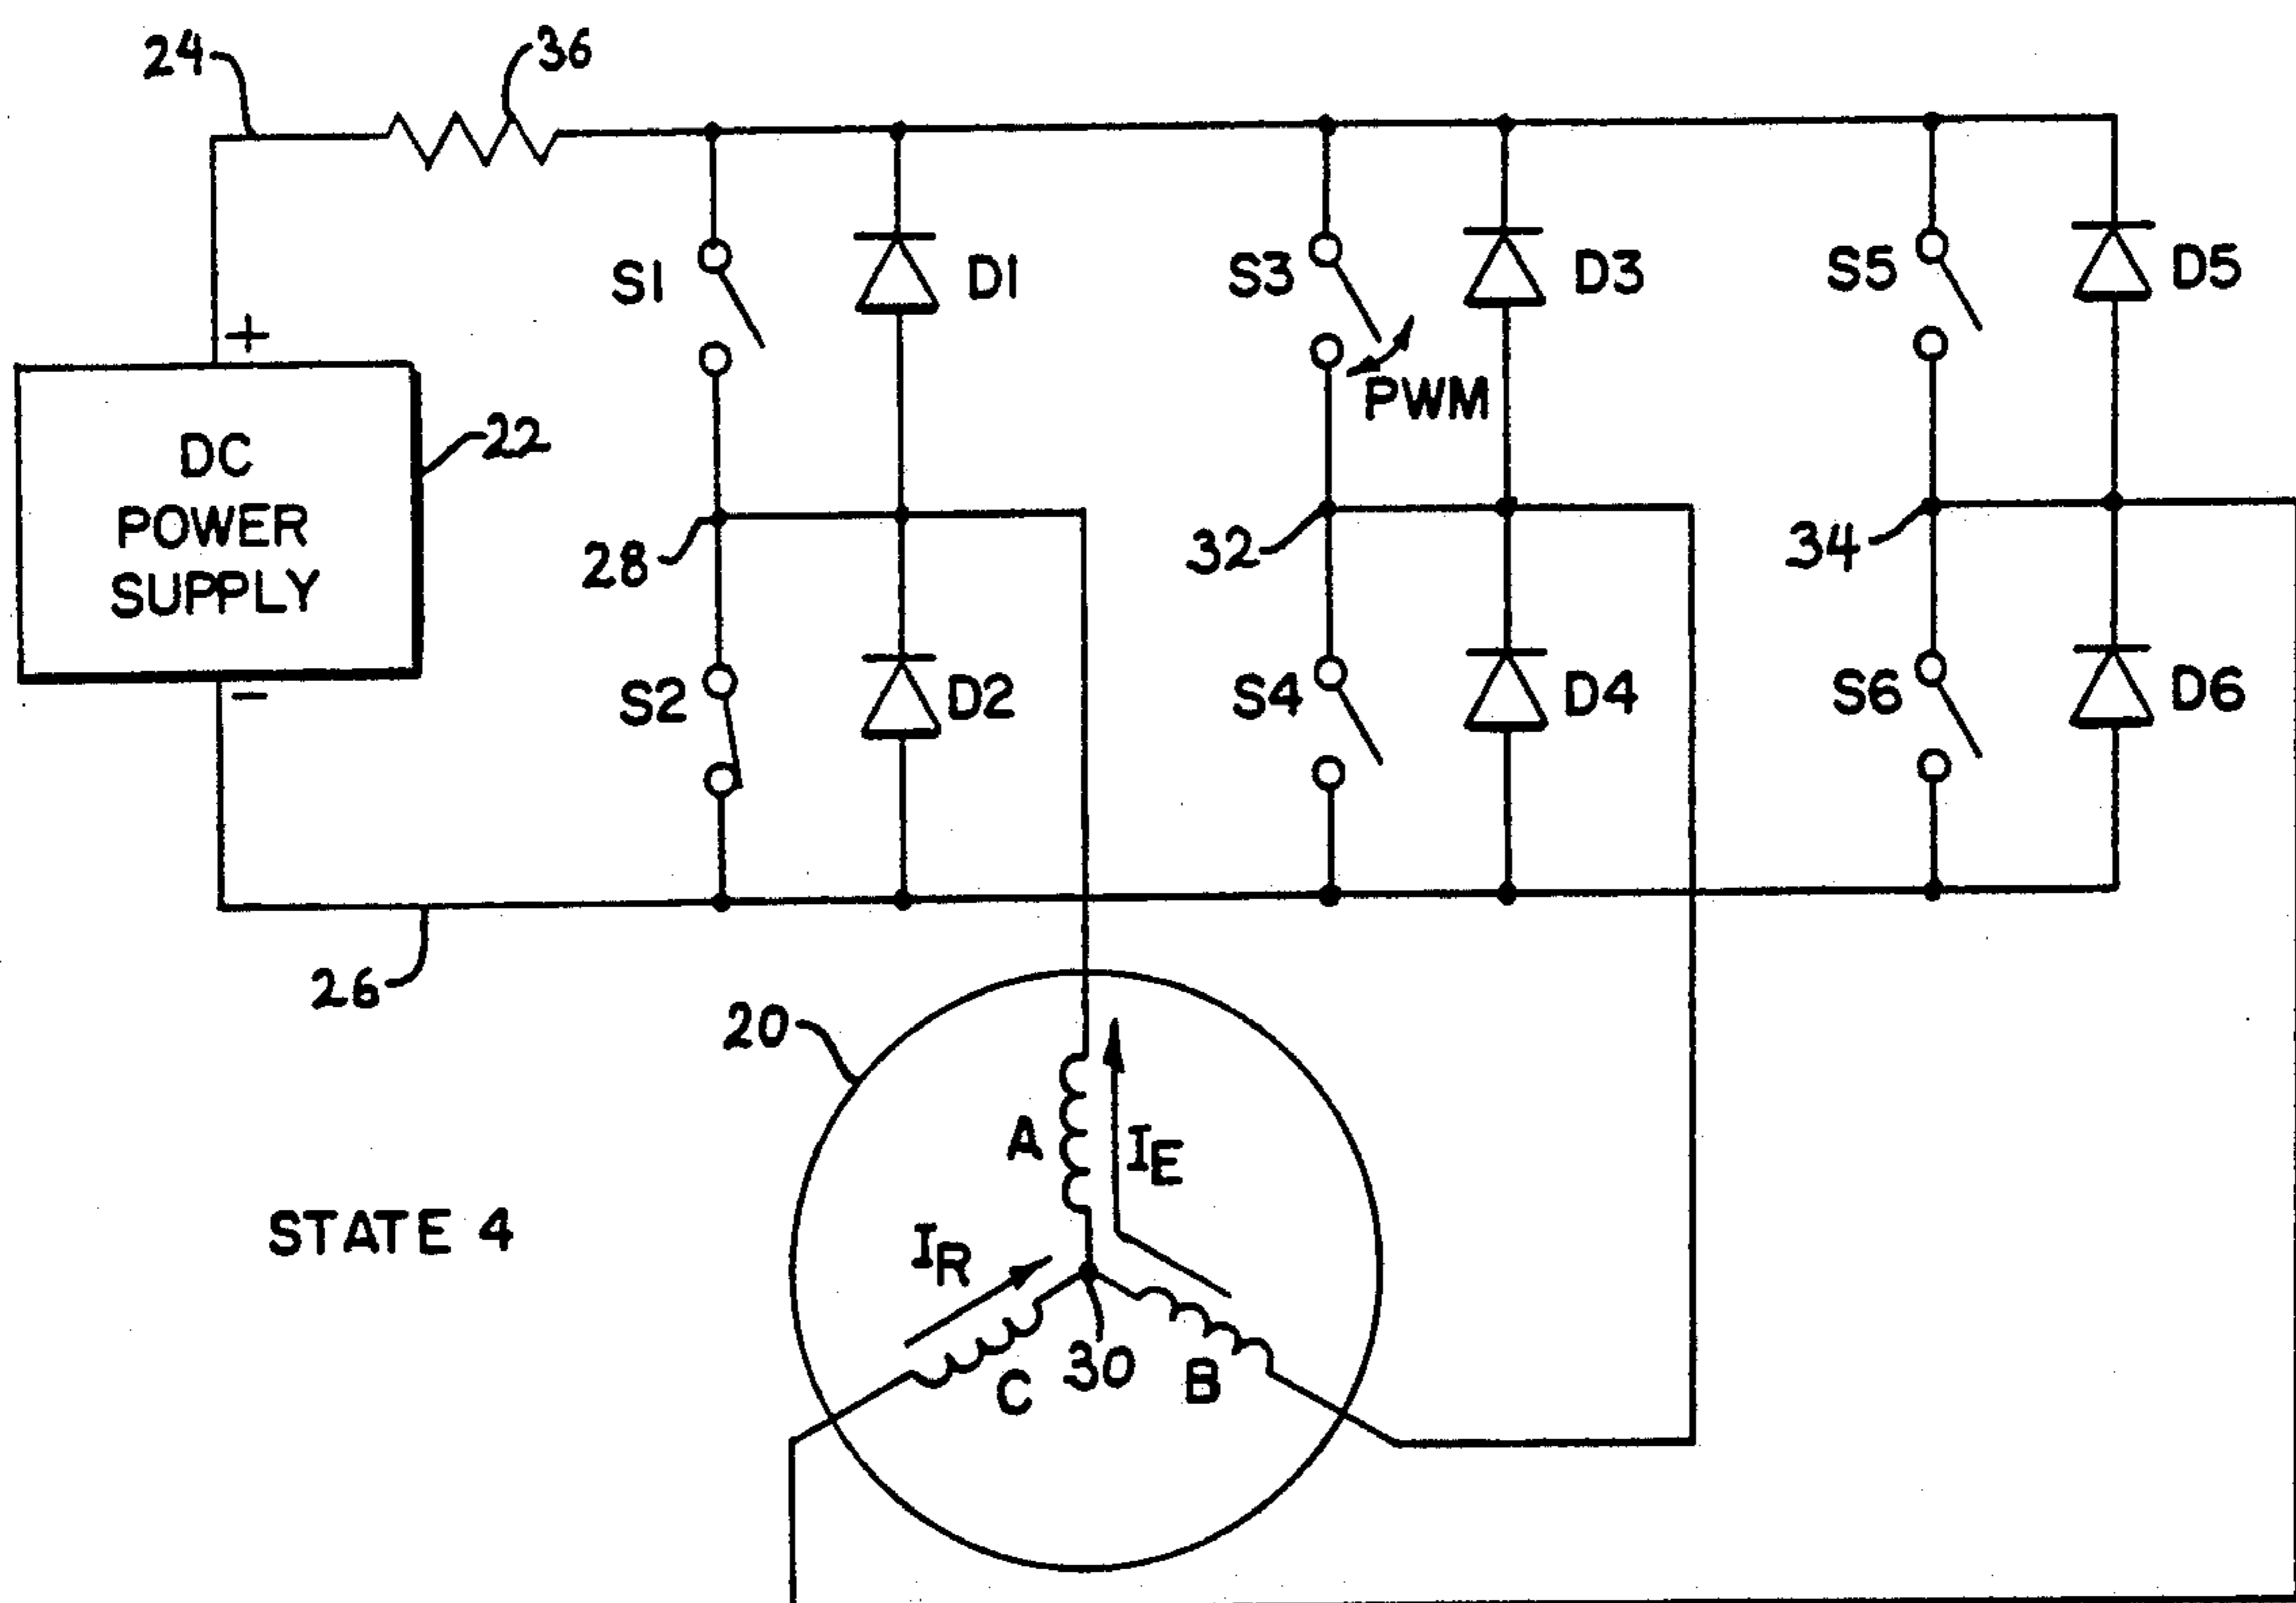 24
36
+
S1
D1
S3
D3
S5
D5
PWM
DC
POWER
SUPPLY
22
28
32
34
−
S2
D2
S4
D4
S6
D6
26
20
A
IE
STATE 4
IR
C
30
B